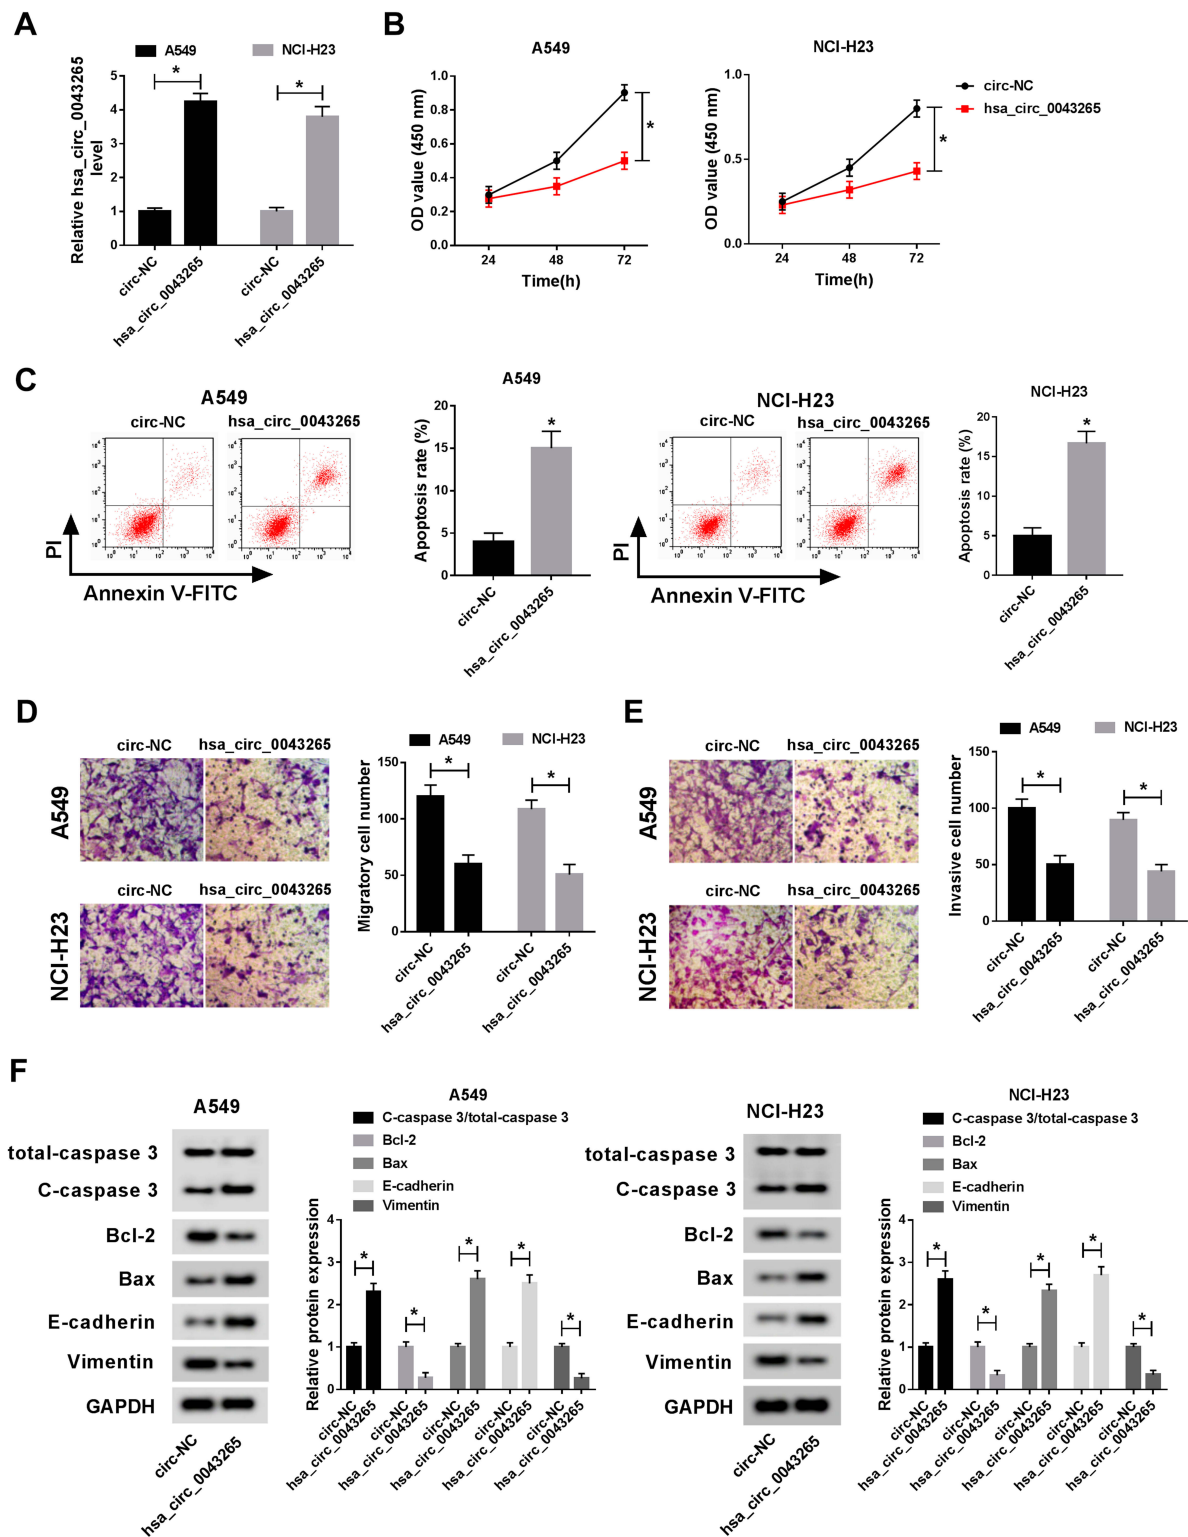 A
A549
NCI-H23
*
*
Relative hsa_circ_0043265
level
5
4
3
2
1
0
circ-NC
hsa_circ_0043265
circ-NC
hsa_circ_0043265
B
A549
NCI-H23
circ-NC
hsa_circ_0043265
OD value (450 nm)
1.0
0.8
0.6
0.4
0.2
0.0
*
24
48
72
Time(h)
OD value (450 nm)
1.0
0.5
0.0
*
24
48
72
Time(h)
C
A549
circ-NC
hsa_circ_0043265
PI
Annexin V-FITC
A549
Apoptosis rate (%)
20
15
10
5
0
*
circ-NC
hsa_circ_0043265
NCI-H23
circ-NC
hsa_circ_0043265
PI
Annexin V-FITC
NCI-H23
Apoptosis rate (%)
20
15
10
5
0
*
circ-NC
hsa_circ_0043265
D
circ-NC
hsa_circ_0043265
A549
circ-NC
hsa_circ_0043265
NCI-H23
A549
NCI-H23
Migratory cell number
150
100
50
0
*
*
circ-NC
hsa_circ_0043265
circ-NC
hsa_circ_0043265
E
circ-NC
hsa_circ_0043265
A549
circ-NC
hsa_circ_0043265
NCI-H23
A549
NCI-H23
Invasive cell number
150
100
50
0
*
*
circ-NC
hsa_circ_0043265
circ-NC
hsa_circ_0043265
F
A549
total-caspase 3
C-caspase 3
Bcl-2
Bax
E-cadherin
Vimentin
GAPDH
circ-NC
hsa_circ_0043265
A549
C-caspase 3/total-caspase 3
Bcl-2
Bax
E-cadherin
Vimentin
Relative protein expression
4
3
2
1
0
*
*
*
*
*
circ-NC
hsa_circ_0043265
circ-NC
hsa_circ_0043265
circ-NC
hsa_circ_0043265
circ-NC
hsa_circ_0043265
circ-NC
hsa_circ_0043265
NCI-H23
total-caspase 3
C-caspase 3
Bcl-2
Bax
E-cadherin
Vimentin
GAPDH
circ-NC
hsa_circ_0043265
NCI-H23
C-caspase 3/total-caspase 3
Bcl-2
Bax
E-cadherin
Vimentin
Relative protein expression
4
3
2
1
0
*
*
*
*
*
circ-NC
hsa_circ_0043265
circ-NC
hsa_circ_0043265
circ-NC
hsa_circ_0043265
circ-NC
hsa_circ_0043265
circ-NC
hsa_circ_0043265